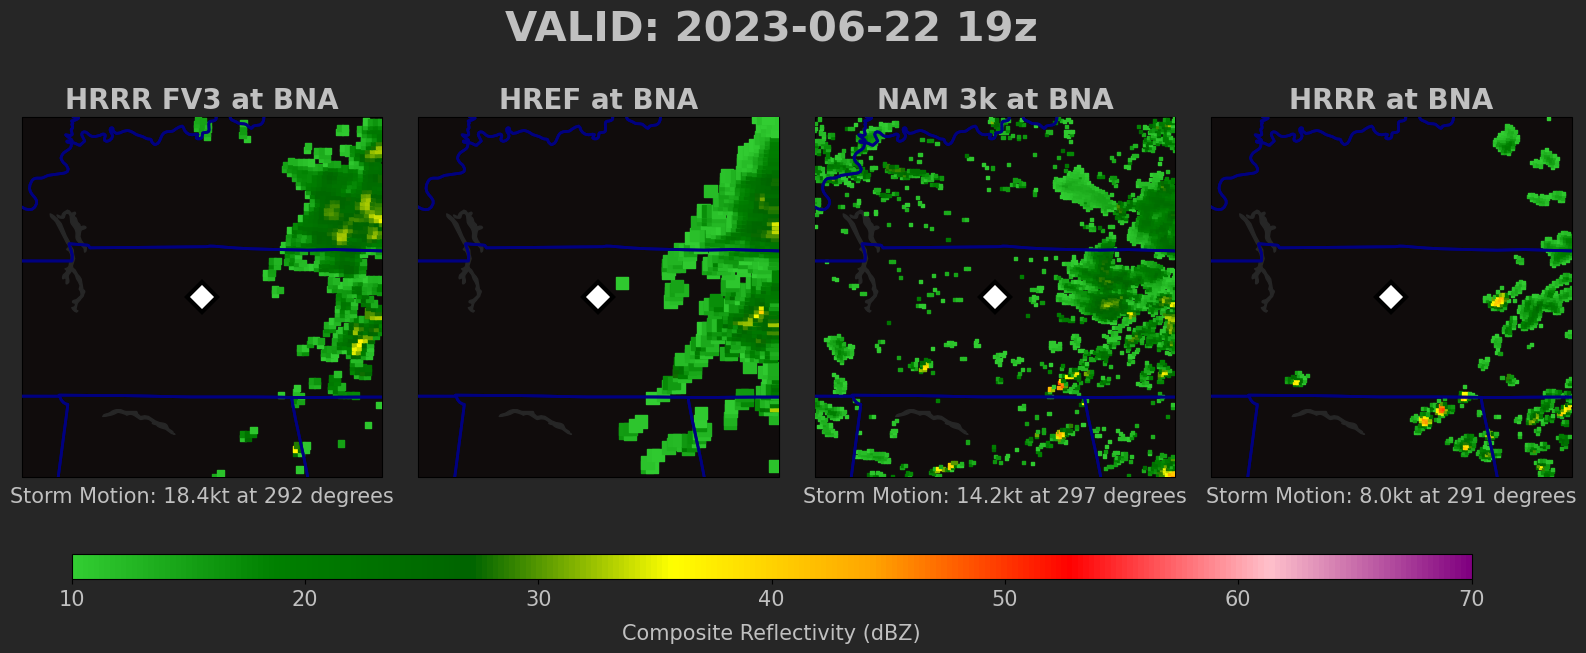 VALID: 2023-06-22 19z
HRRR FV3 at BNA
HREF at BNA
NAM 3k at BNA
HRRR at BNA
Storm Motion: 18.4kt at 292 degrees
Storm Motion: 14.2kt at 297 degrees
Storm Motion: 8.0kt at 291 degrees
10 20 30 40 50 60 70
Composite Reflectivity (dBZ)